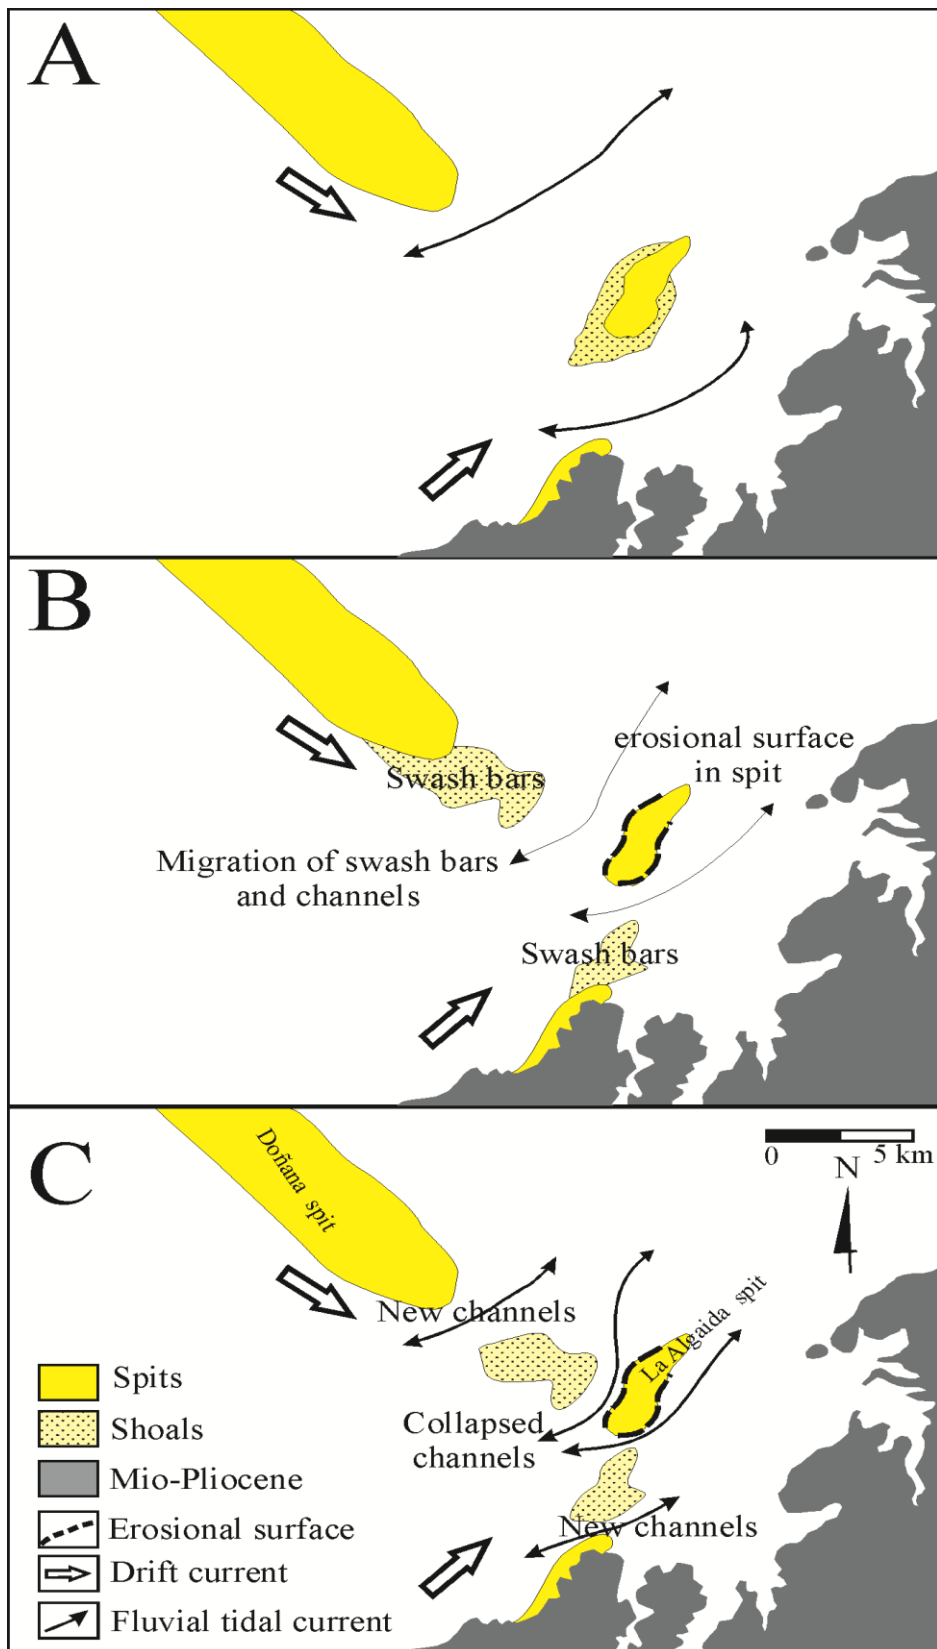 A
B
Swash bars
erosional surface
in spit
Migration of swash bars
and channels
Swash bars
C
Doñana spit
0 5 km
N
New channels
La Algaida spit
Collapsed
channels
New channels
Spits
Shoals
Mio-Pliocene
Erosional surface
Drift current
Fluvial tidal current